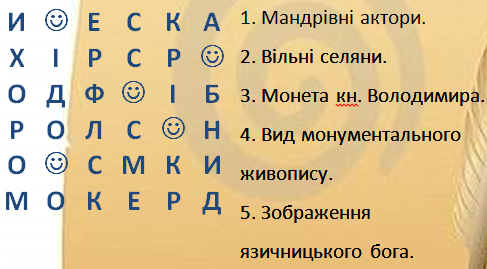 И ☺ Е С К А
Х І Р С Р ☺
О Д Ф ☺ І Б
Р О Л С ☺ Н
О ☺ С М К И
М О К Е Р Д
1. Мандрівні актори.
2. Вільні селяни.
3. Монета кн. Володимира.
4. Вид монументального
живопису.
5. Зображення
язичницького бога.